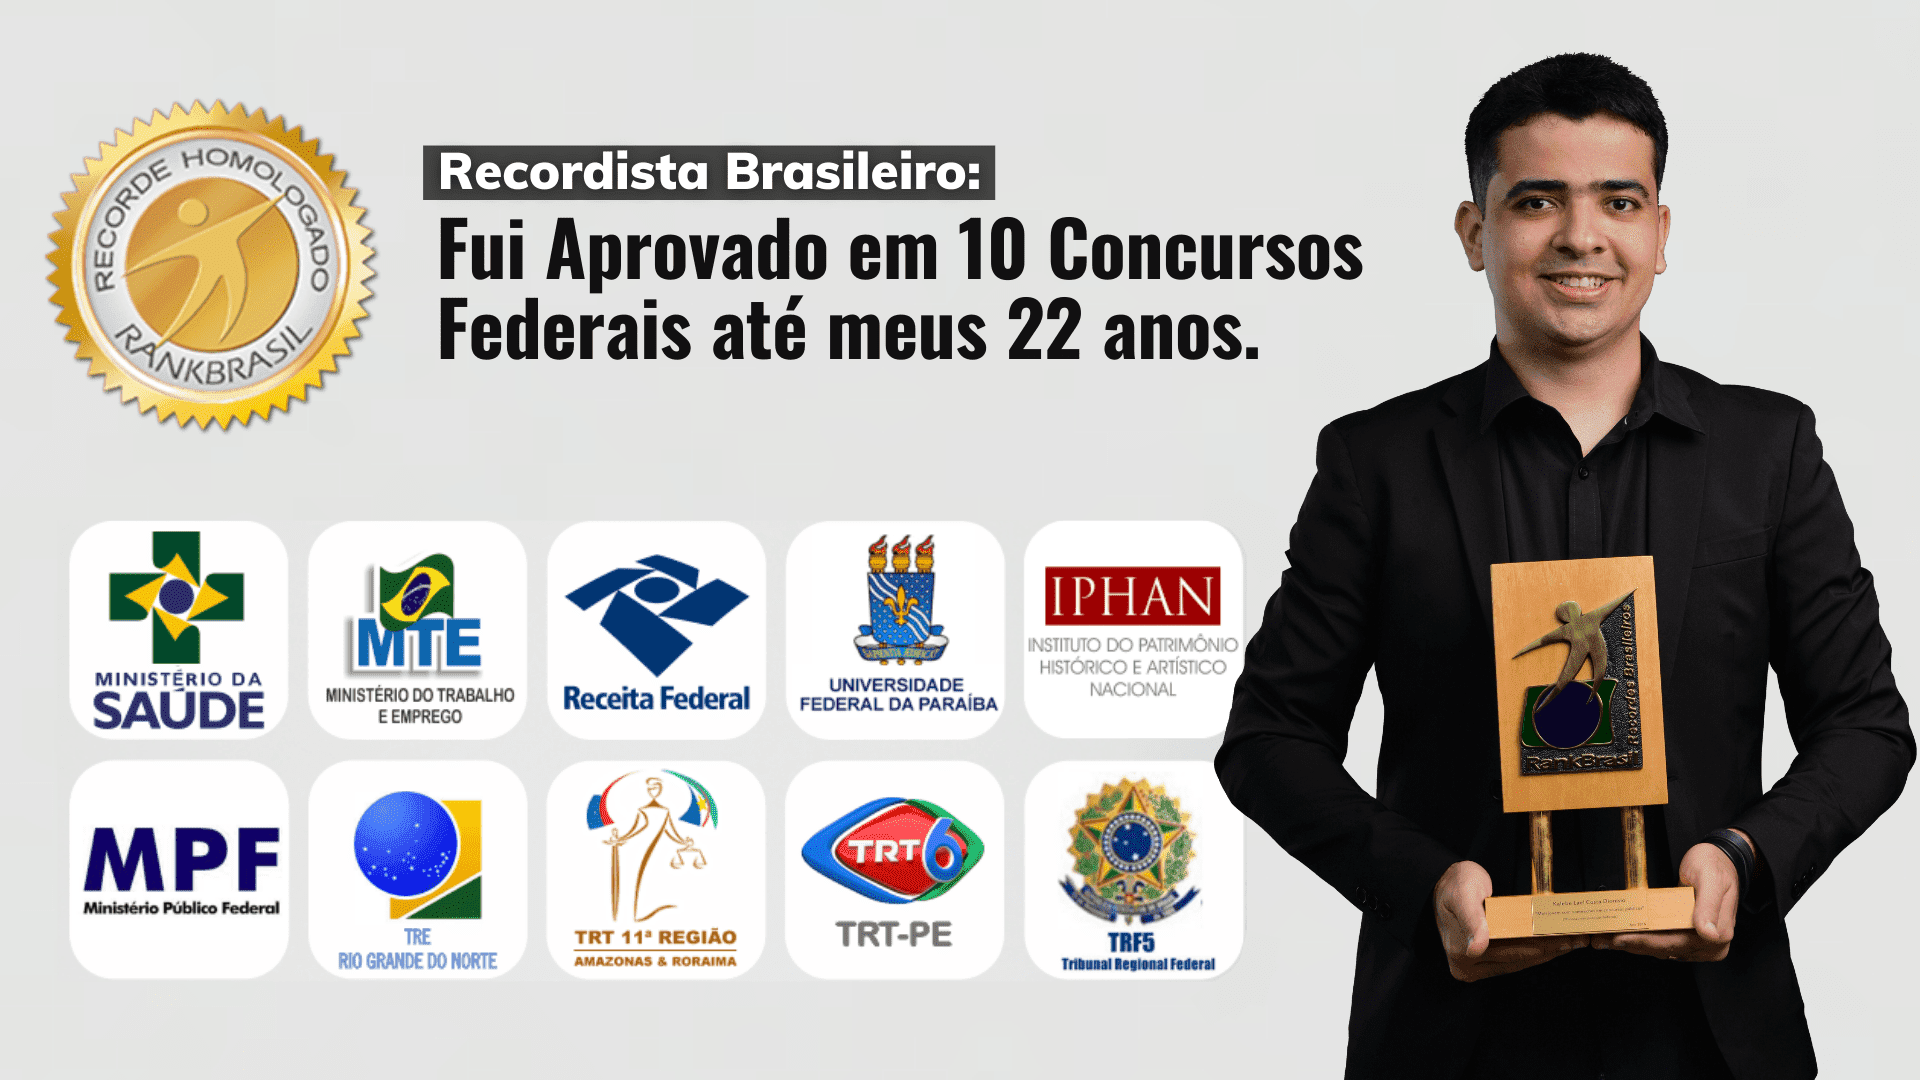 RECORDE HOMOLOGADO
RANKBRASIL
Recordista Brasileiro:
Fui Aprovado em 10 Concursos
Federais até meus 22 anos.
MINISTÉRIO DA
SAÚDE
MTE
MINISTÉRIO DO TRABALHO
E EMPREGO
Receita Federal
UNIVERSIDADE
FEDERAL DA PARAÍBA
IPHAN
INSTITUTO DO PATRIMÔNIO
HISTÓRICO E ARTÍSTICO
NACIONAL
MPF
Ministério Público Federal
TRE
RIO GRANDE DO NORTE
TRT 11ª REGIÃO
AMAZONAS & RORAIMA
TRT 6
TRT-PE
TRF5
Tribunal Regional Federal
Recordes Brasileiros
RankBrasil